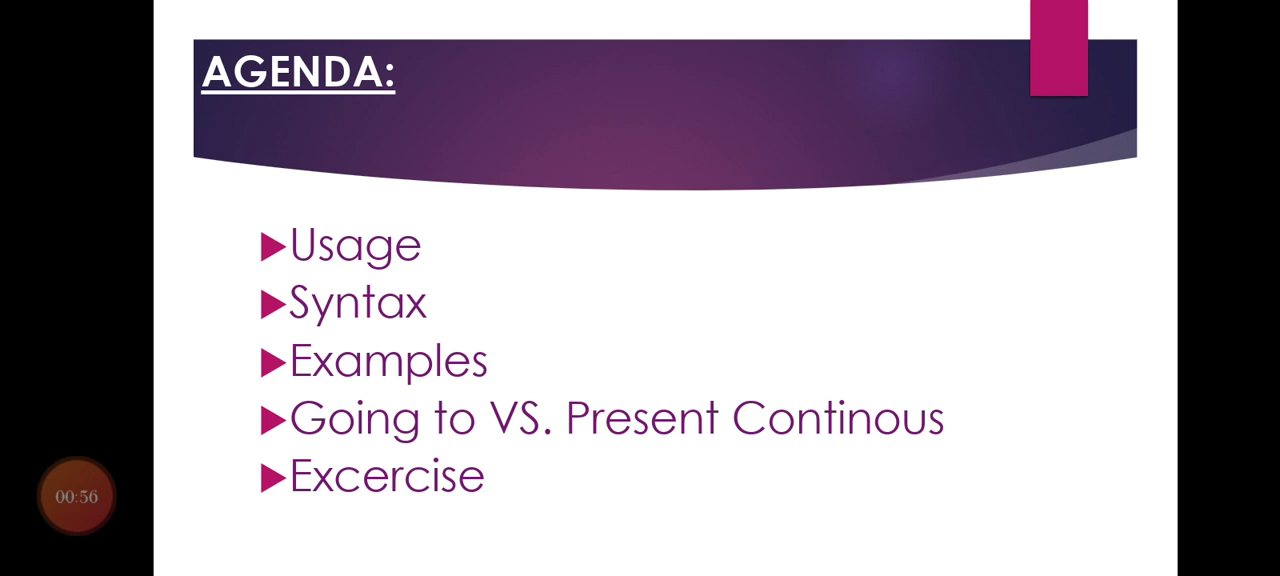 AGENDA:
Usage
Syntax
Examples
Going to VS. Present Continous
Excercise
00:56